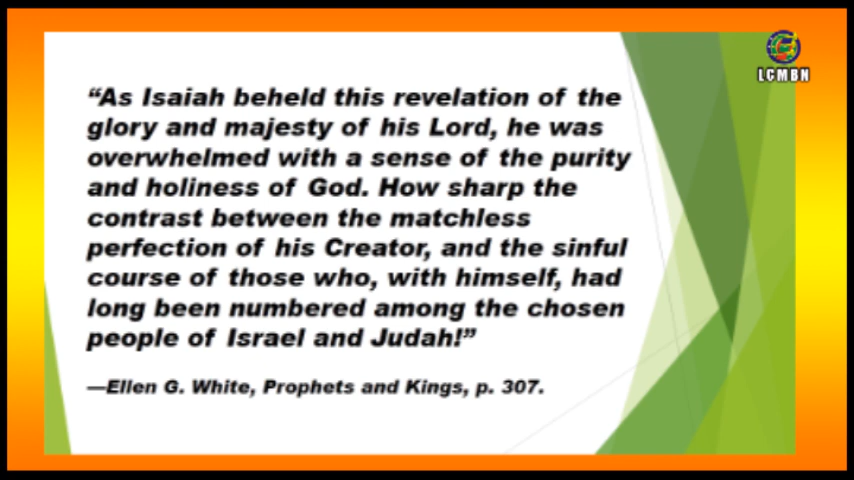 LCMBN
“As Isaiah beheld this revelation of the
glory and majesty of his Lord, he was
overwhelmed with a sense of the purity
and holiness of God. How sharp the
contrast between the matchless
perfection of his Creator, and the sinful
course of those who, with himself, had
long been numbered among the chosen
people of Israel and Judah!”
—Ellen G. White, Prophets and Kings, p. 307.